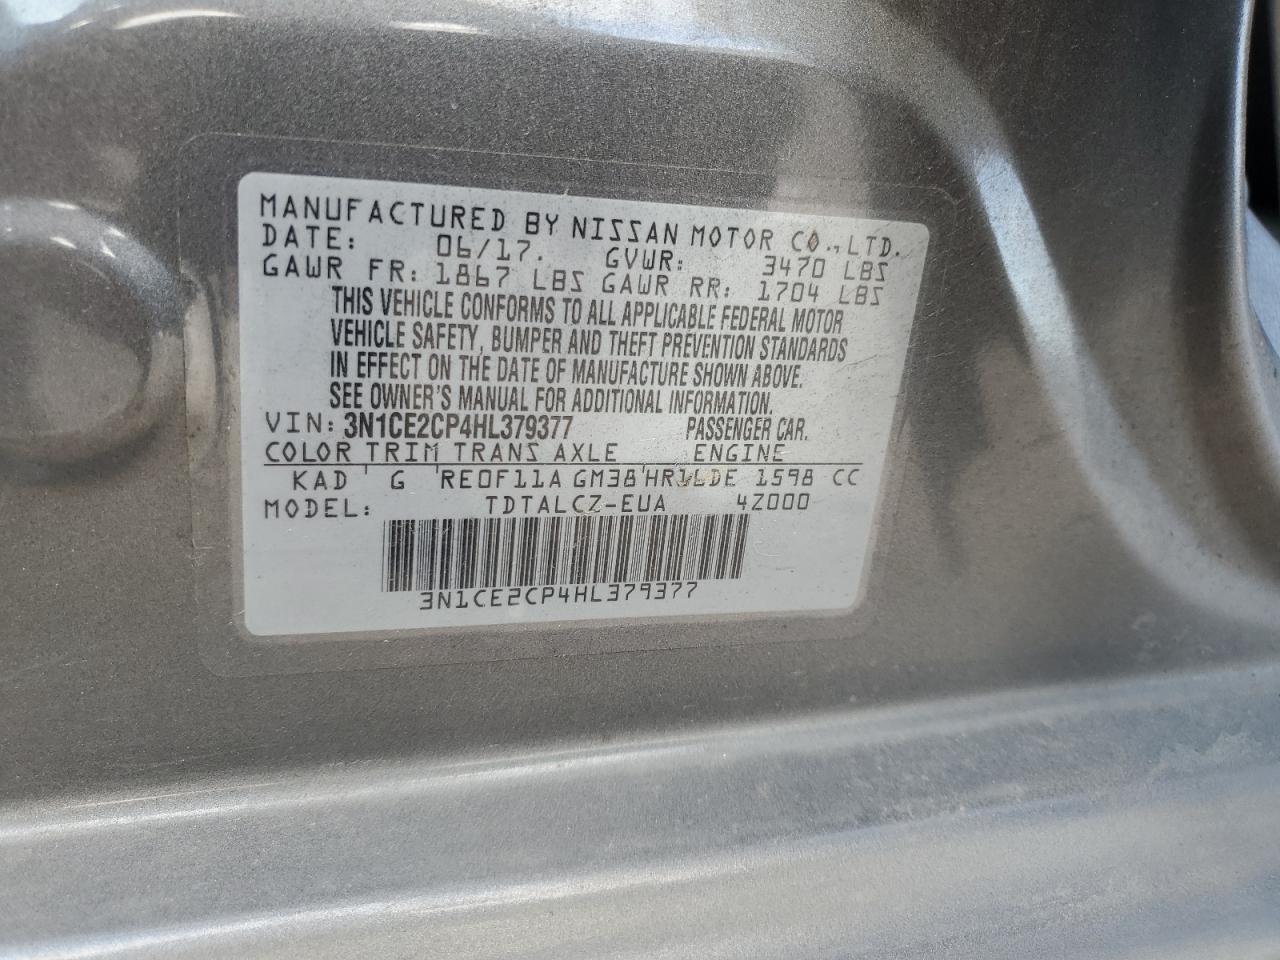 MANUFACTURED BY NISSAN MOTOR CO.,LTD.
DATE: 06/17. GVWR: 3470 LBS
GAWR FR: 1867 LBS GAWR RR: 1704 LBS
THIS VEHICLE CONFORMS TO ALL APPLICABLE FEDERAL MOTOR
VEHICLE SAFETY, BUMPER AND THEFT PREVENTION STANDARDS
IN EFFECT ON THE DATE OF MANUFACTURE SHOWN ABOVE.
SEE OWNER'S MANUAL FOR ADDITIONAL INFORMATION.
VIN: 3N1CE2CP4HL379377 PASSENGER CAR.
COLOR TRIM TRANS AXLE ENGINE
KAD G RE0F11A GM38 HR16DE 1598 CC
MODEL: TDTALCZ-EUA 4Z000
3N1CE2CP4HL379377